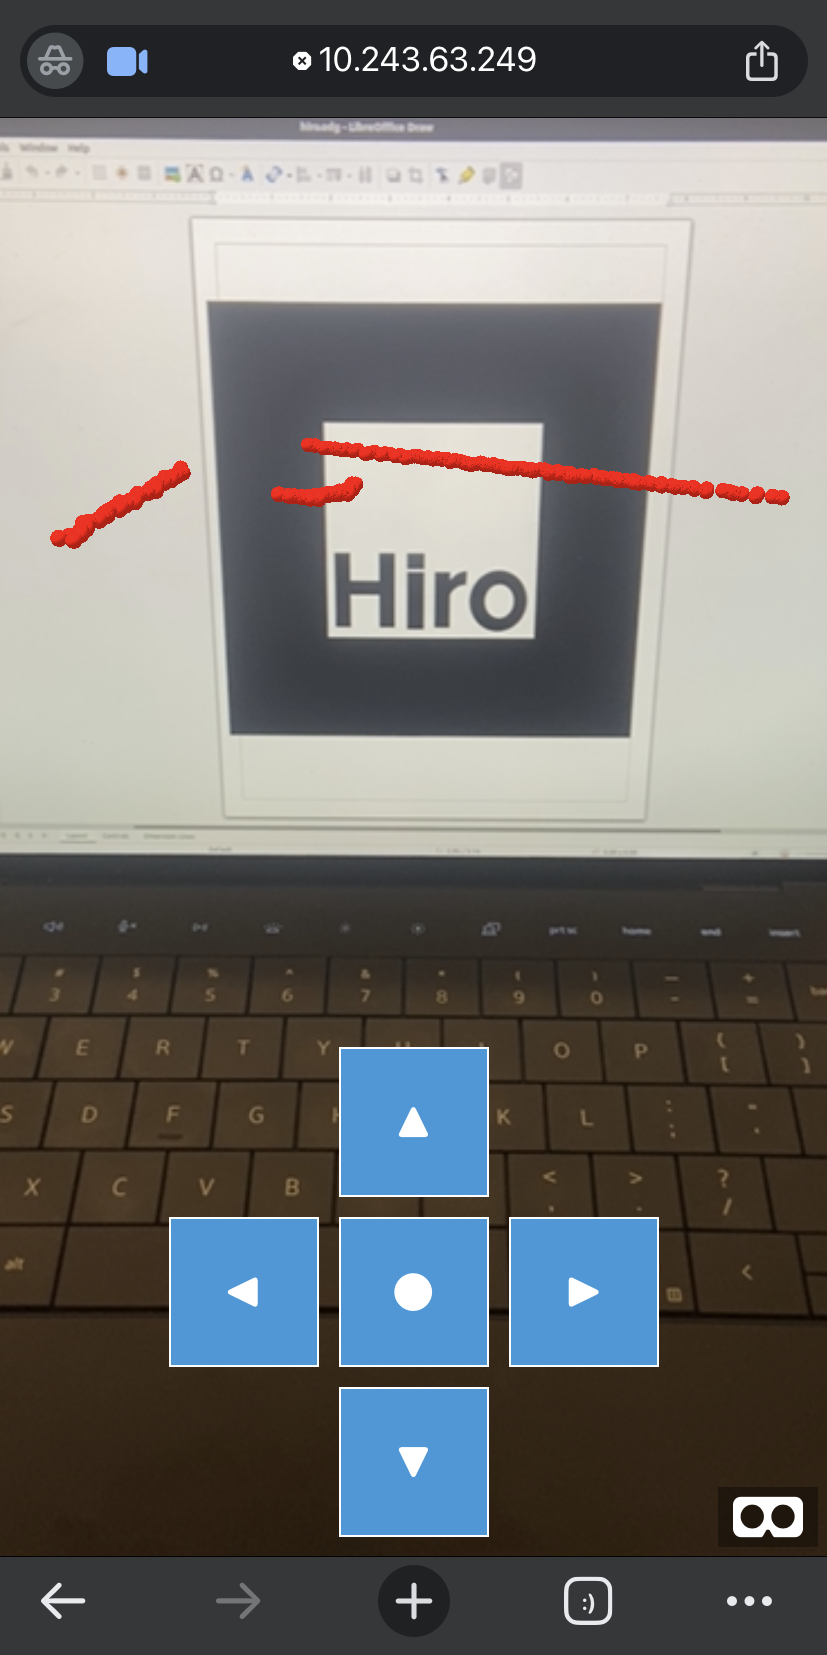 10.243.63.249
hiro.odg - LibreOffice Draw
Window Help
Hiro
prt sc home end insert
# $ % ^ & * ( ) — +
3 4 5 6 7 8 9 0 - =
W E R T Y O P { }
[ ]
S D F G K L : "
; '
X C V B < > ?
, . /
alt <
:)